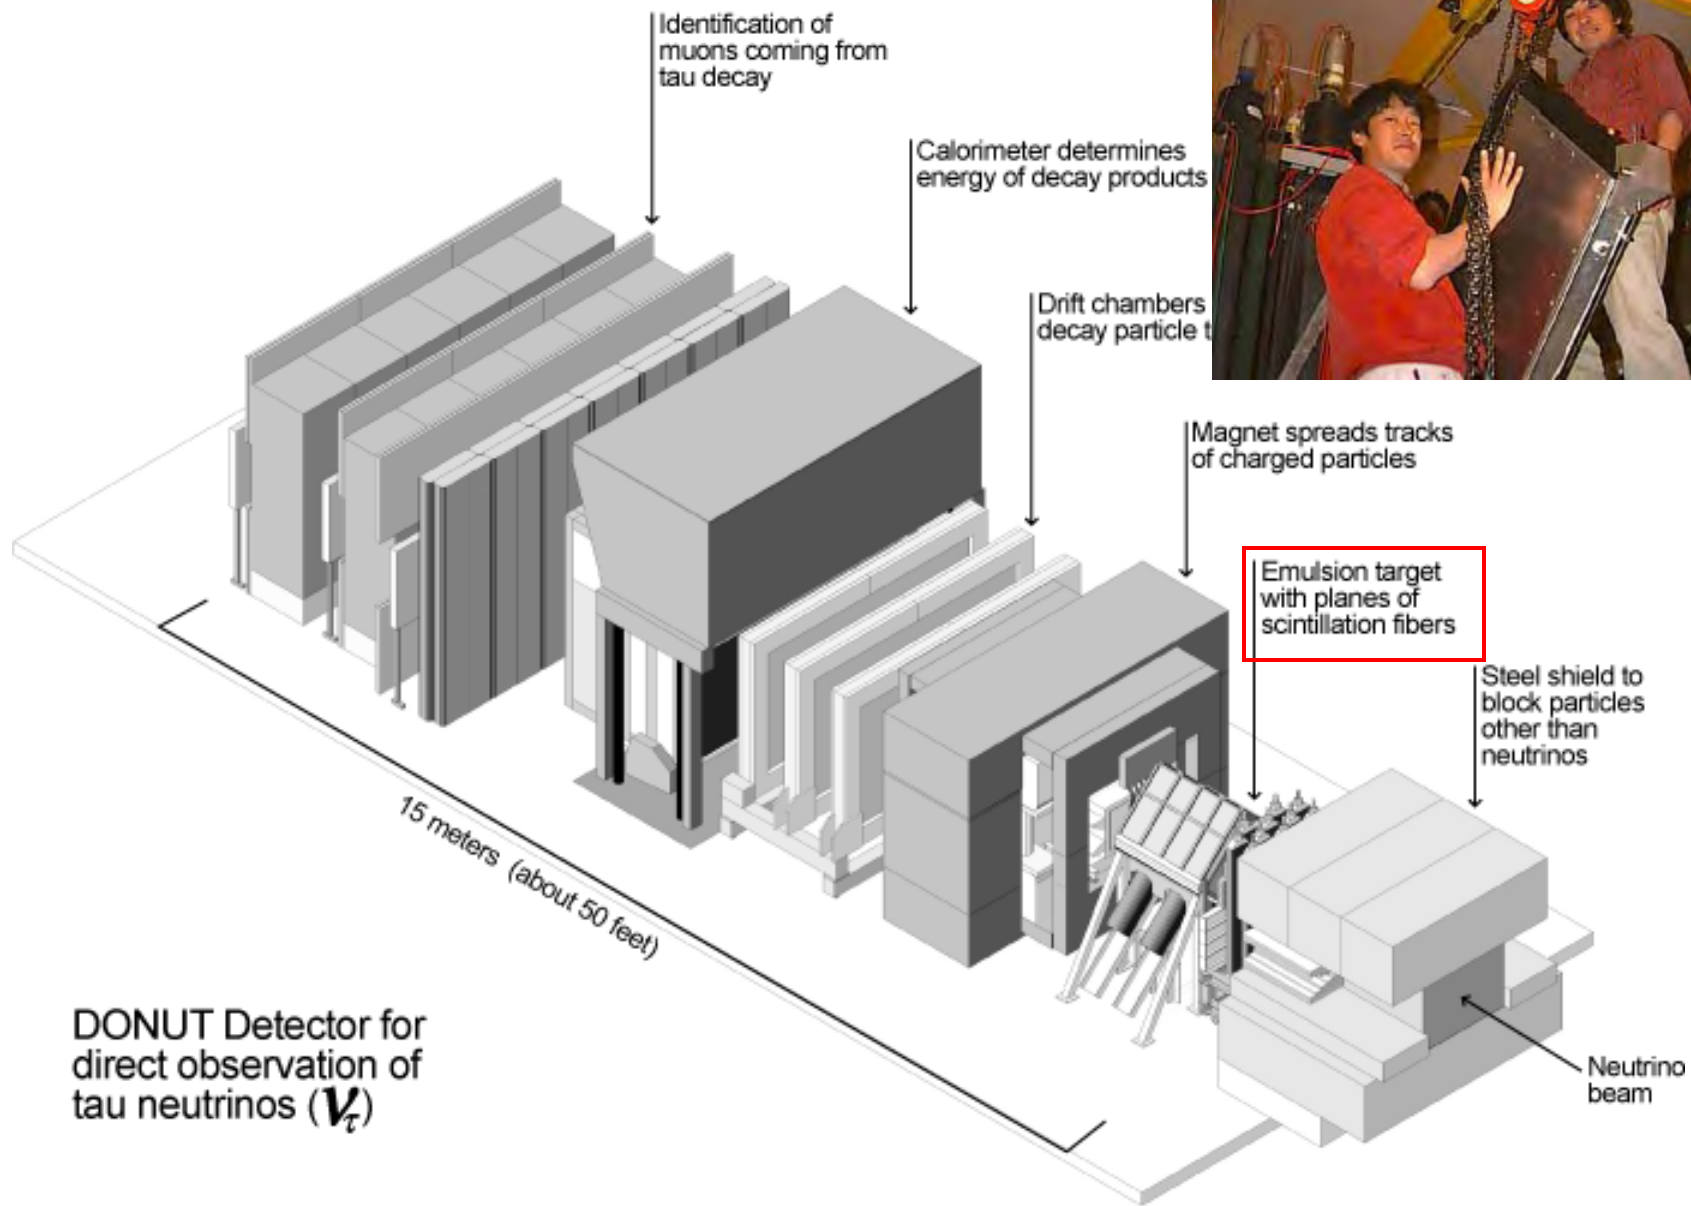 Identification of
muons coming from
tau decay
Calorimeter determines
energy of decay products
Drift chambers
decay particle t
Magnet spreads tracks
of charged particles
Emulsion target
with planes of
scintillation fibers
Steel shield to
block particles
other than
neutrinos
15 meters (about 50 feet)
DONUT Detector for
direct observation of
tau neutrinos (ντ)
Neutrino
beam